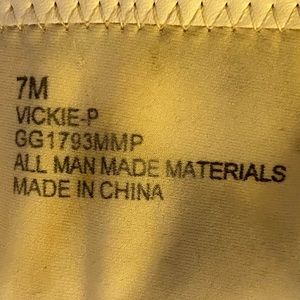 7M
VICKIE-P
GG1793MMP
ALL MAN MADE MATERIALS
MADE IN CHINA